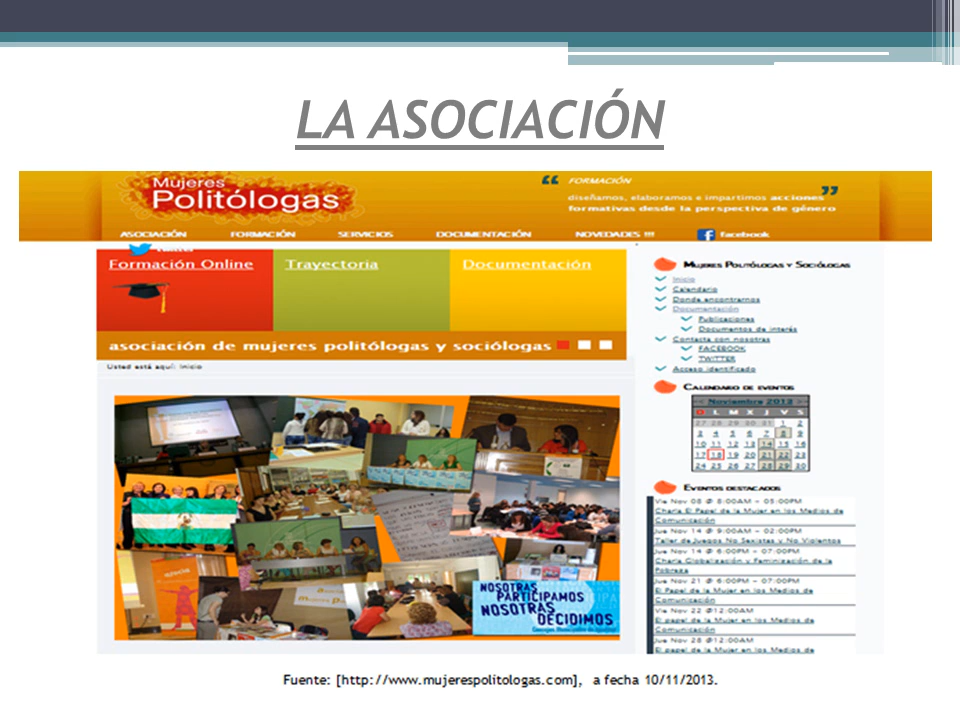 LA ASOCIACIÓN
Mujeres
Politólogas
FORMACIÓN
diseñamos, elaboramos e impartimos acciones
formativas desde la perspectiva de género
ASOCIACIÓN FORMACIÓN SERVICIOS DOCUMENTACIÓN NOVEDADES !!! facebook
Formación Online Trayectoria Documentación
asociación de mujeres politólogas y sociólogas
Usted está aquí: Inicio
NOSOTRAS
PARTICIPAMOS
NOSOTRAS
DECIDIMOS
MUJERES POLITÓLOGAS Y SOCIÓLOGAS
Inicio
Calendario
Donde encontrarnos
Documentación
Publicaciones
Documentos de interés
Contacta con nosotras
FACEBOOK
TWITTER
Acceso identificado
CALENDARIO DE EVENTOS
<< Noviembre 2013 >>
D L M X J V S
27 28 29 30 31 1 2
3 4 5 6 7 8 9
10 11 12 13 14 15 16
17 18 19 20 21 22 23
24 25 26 27 28 29 30
EVENTOS DESTACADOS
Vie Nov 08 @ 8:00AM - 05:00PM
Charla El Papel de la Mujer en los Medios de
Comunicación
Jue Nov 14 @ 9:00AM - 02:00PM
Taller de Juegos No Sexistas y No Violentos
Jue Nov 14 @ 6:00PM - 07:00PM
Charla Globalización y Feminización de la
Pobreza
Jue Nov 21 @ 6:00PM - 07:00PM
El Papel de la Mujer en los Medios de
Comunicación
Vie Nov 22 @12:00AM
El papel de la Mujer en los Medios de
Comunicación
Jue Nov 28 @12:00AM
El papel de la Mujer en los Medios de
Fuente: [http://www.mujerespolitologas.com], a fecha 10/11/2013.